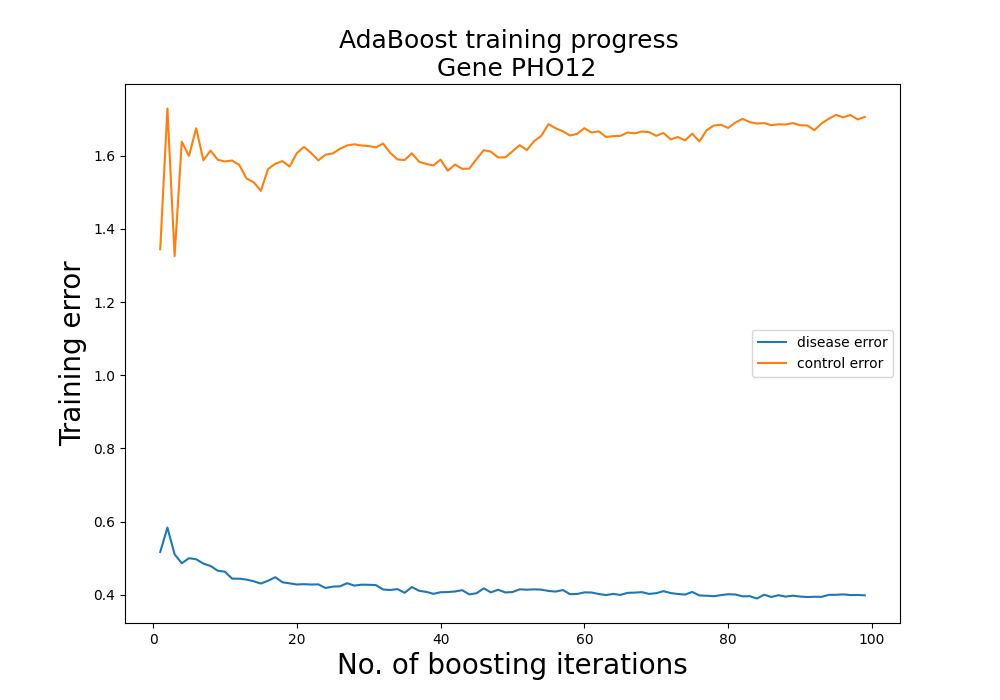 AdaBoost training progress
Gene PHO12
Training error
1.6
1.4
1.2
1.0
0.8
0.6
0.4
disease error
control error
0 20 40 60 80 100
No. of boosting iterations